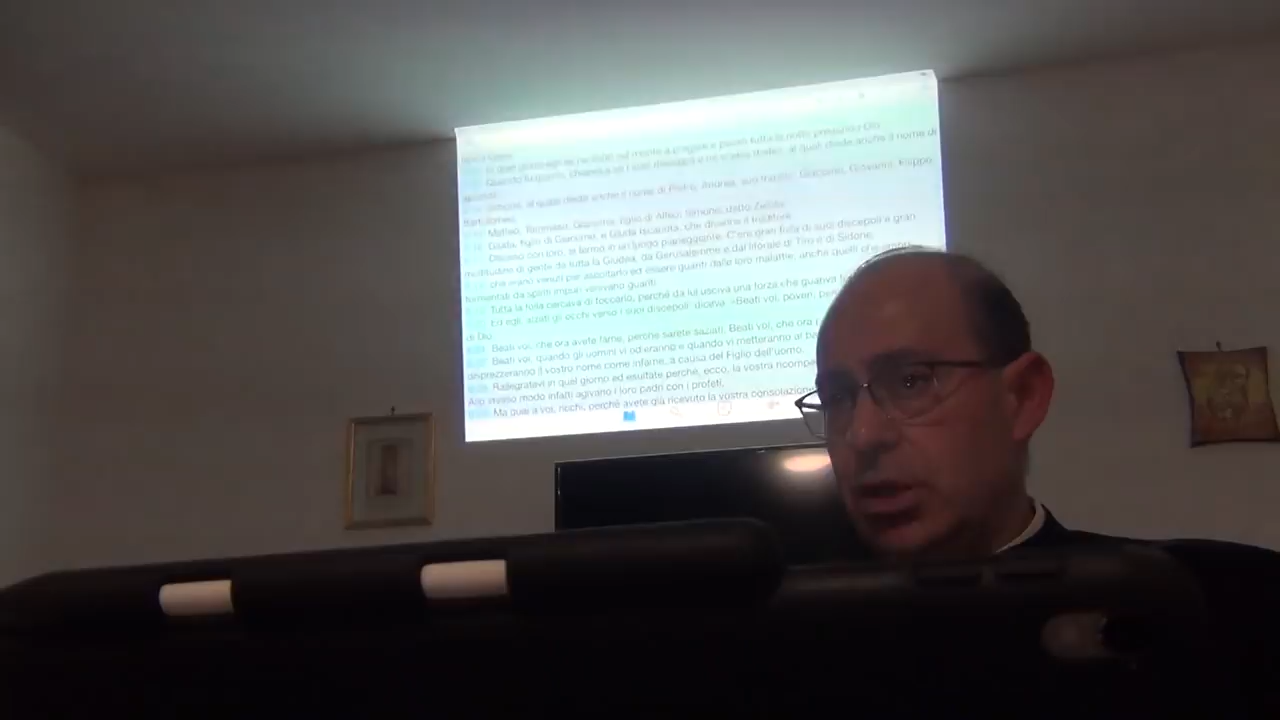 In quei giorni egli se ne andò sul monte a pregare e passò tutta la notte pregando Dio.
Quando fu giorno, chiamò a sé i suoi discepoli e ne scelse dodici, ai quali diede anche il nome di
apostoli:
Simone, al quale diede anche il nome di Pietro; Andrea, suo fratello; Giacomo, Giovanni, Filippo,
Bartolomeo,
Matteo, Tommaso, Giacomo, figlio di Alfeo; Simone, detto Zelota;
Giuda, figlio di Giacomo; e Giuda Iscariota, che divenne il traditore.
Disceso con loro, si fermò in un luogo pianeggiante. C'era gran folla di suoi discepoli e gran
moltitudine di gente da tutta la Giudea, da Gerusalemme e dal litorale di Tiro e di Sidone,
che erano venuti per ascoltarlo ed essere guariti dalle loro malattie; anche quelli che erano
tormentati da spiriti impuri venivano guariti.
Tutta la folla cercava di toccarlo, perché da lui usciva una forza che guariva
Ed egli, alzàti gli occhi verso i suoi discepoli, diceva: «Beati voi, poveri,
di Dio.
Beati voi, che ora avete fame, perché sarete saziati. Beati voi, che ora
Beati voi, quando gli uomini vi odieranno e quando vi metteranno al
disprezzeranno il vostro nome come infame, a causa del Figlio dell'uomo.
Rallegratevi in quel giorno ed esultate perché, ecco, la vostra
Allo stesso modo infatti agivano i loro padri con i profeti.
Ma guai a voi, ricchi, perché avete già ricevuto la vostra consolazione